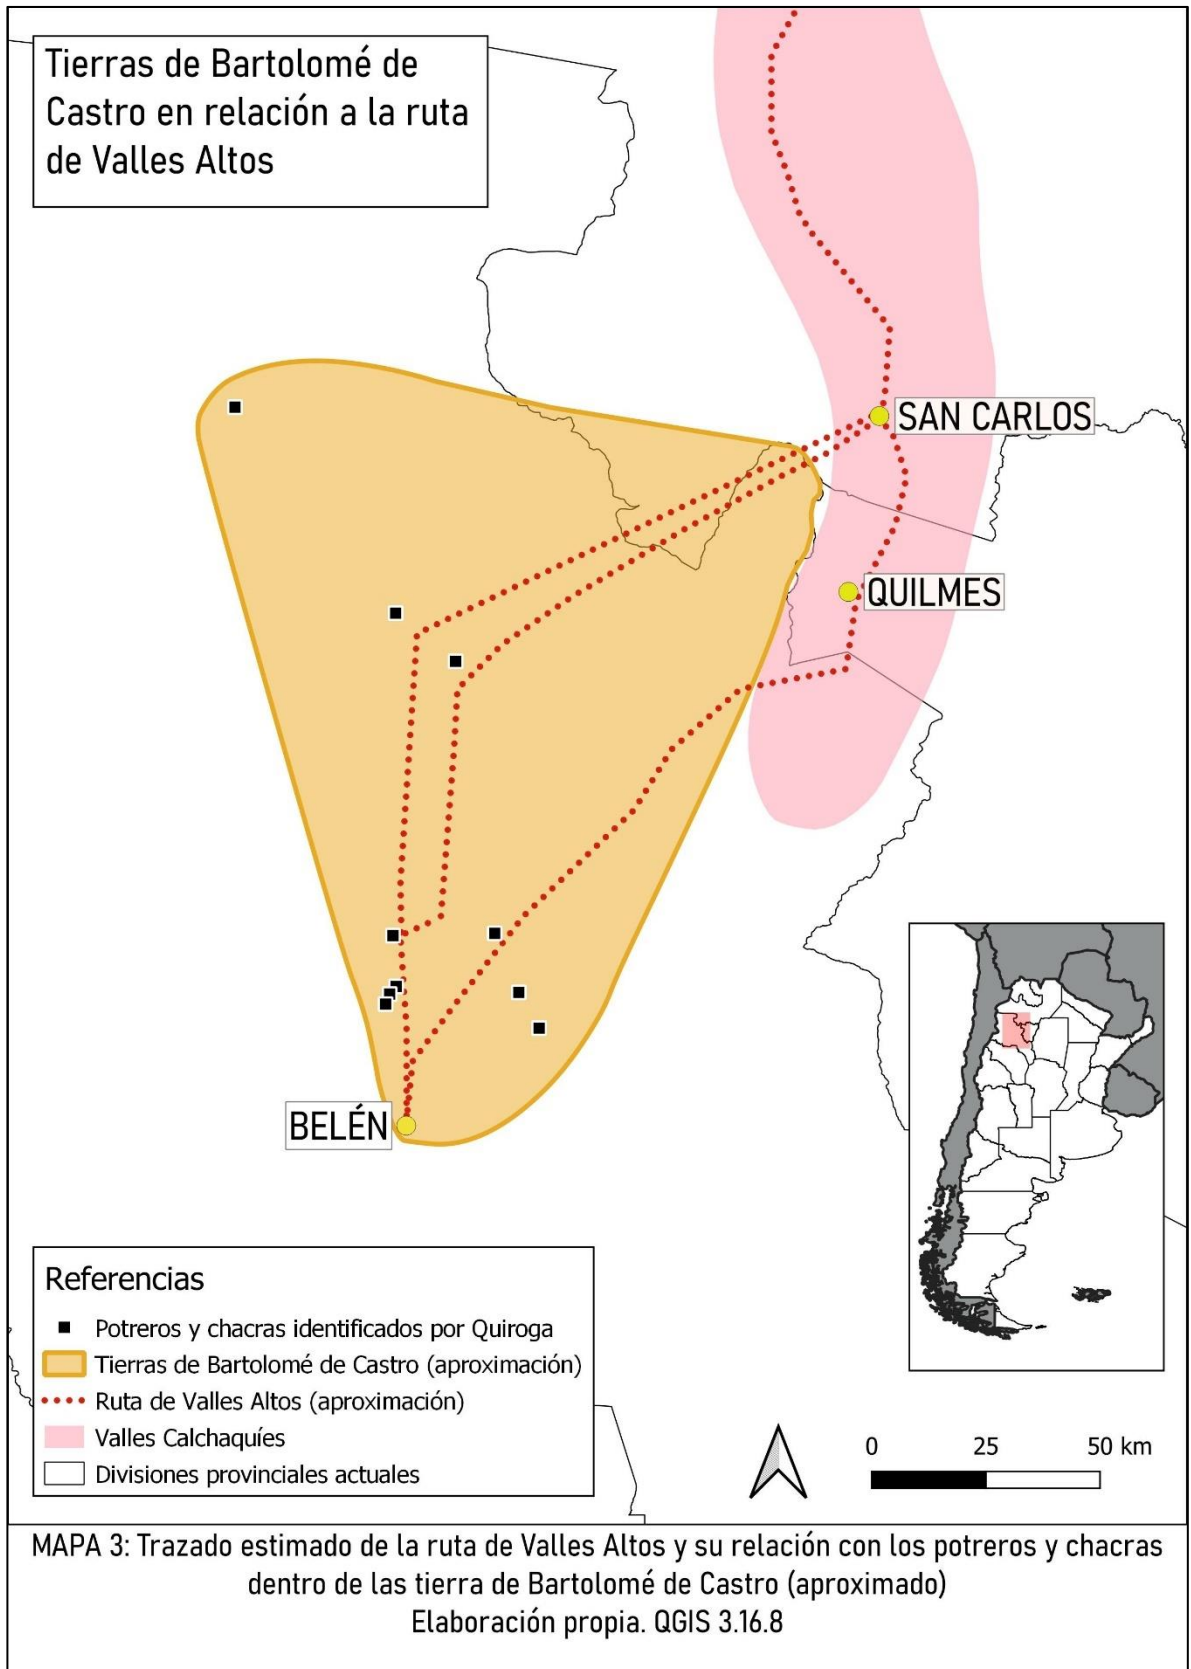 Tierras de Bartolomé de
Castro en relación a la ruta
de Valles Altos
SAN CARLOS
QUILMES
BELÉN
Referencias
Potreros y chacras identificados por Quiroga
Tierras de Bartolomé de Castro (aproximación)
Ruta de Valles Altos (aproximación)
Valles Calchaquíes
Divisiones provinciales actuales
0 25 50 km
MAPA 3: Trazado estimado de la ruta de Valles Altos y su relación con los potreros y chacras
dentro de las tierra de Bartolomé de Castro (aproximado)
Elaboración propia. QGIS 3.16.8